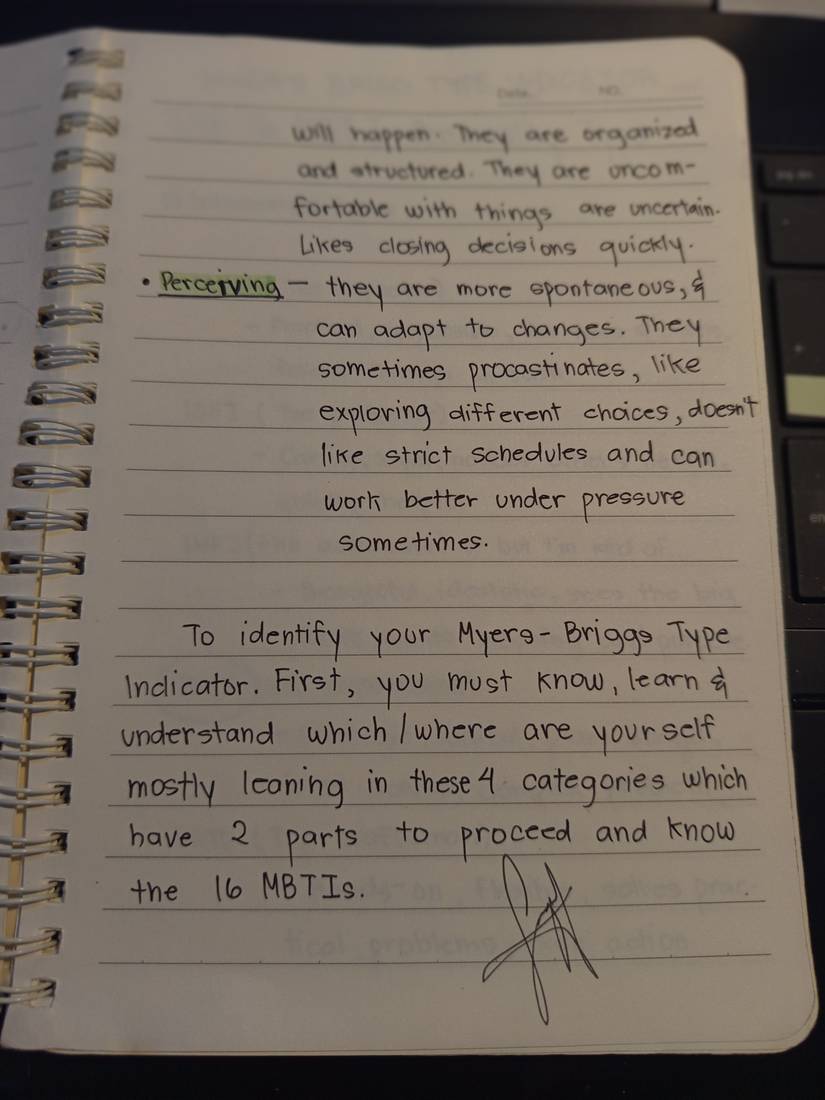 Date No.
will happen. They are organized
and structured. They are uncom-
fortable with things are uncertain.
Likes closing decisions quickly.
• Perceiving — they are more spontaneous, &
can adapt to changes. They
sometimes procastinates, like
exploring different choices, doesn't
like strict schedules and can
work better under pressure
sometimes.
To identify your Myers-Briggs Type
Indicator. First, you must know, learn &
understand which/where are yourself
mostly leaning in these 4 categories which
have 2 parts to proceed and know
the 16 MBTIs.